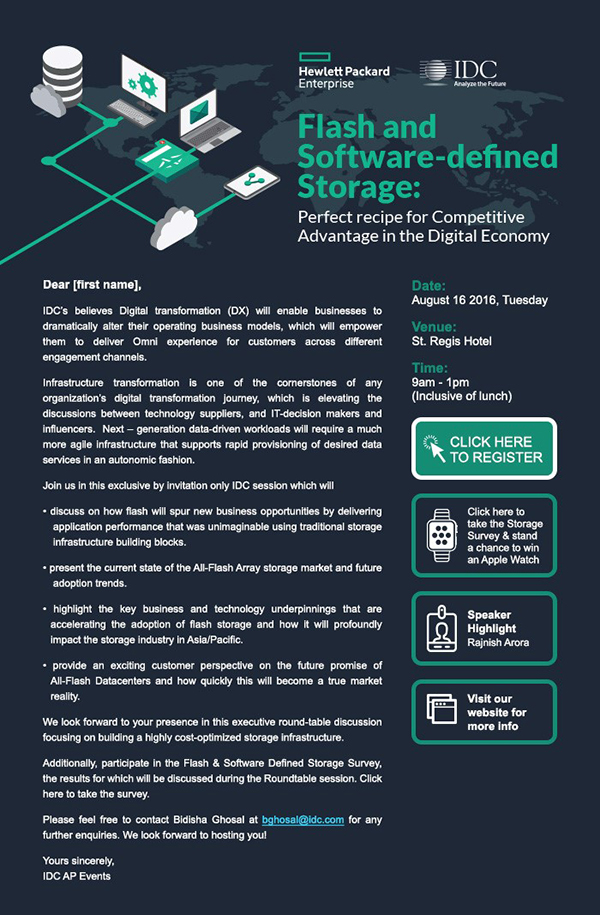 Hewlett Packard
Enterprise
IDC
Analyze the Future
Flash and
Software-defined
Storage:
Perfect recipe for Competitive
Advantage in the Digital Economy
Dear [first name],
IDC's believes Digital transformation (DX) will enable businesses to
dramatically alter their operating business models, which will empower
them to deliver Omni experience for customers across different
engagement channels.
Infrastructure transformation is one of the cornerstones of any
organization's digital transformation journey, which is elevating the
discussions between technology suppliers, and IT-decision makers and
influencers. Next – generation data-driven workloads will require a much
more agile infrastructure that supports rapid provisioning of desired data
services in an autonomic fashion.
Join us in this exclusive by invitation only IDC session which will
• discuss on how flash will spur new business opportunities by delivering
application performance that was unimaginable using traditional storage
infrastructure building blocks.
• present the current state of the All-Flash Array storage market and future
adoption trends.
• highlight the key business and technology underpinnings that are
accelerating the adoption of flash storage and how it will profoundly
impact the storage industry in Asia/Pacific.
• provide an exciting customer perspective on the future promise of
All-Flash Datacenters and how quickly this will become a true market
reality.
We look forward to your presence in this executive round-table discussion
focusing on building a highly cost-optimized storage infrastructure.
Additionally, participate in the Flash & Software Defined Storage Survey,
the results for which will be discussed during the Roundtable session. Click
here to take the survey.
Please feel free to contact Bidisha Ghosal at bghosal@idc.com for any
further enquiries. We look forward to hosting you!
Yours sincerely,
IDC AP Events
Date:
August 16 2016, Tuesday
Venue:
St. Regis Hotel
Time:
9am - 1pm
(Inclusive of lunch)
CLICK HERE
TO REGISTER
Click here to
take the Storage
Survey & stand
a chance to win
an Apple Watch
Speaker
Highlight
Rajnish Arora
Visit our
website for
more info